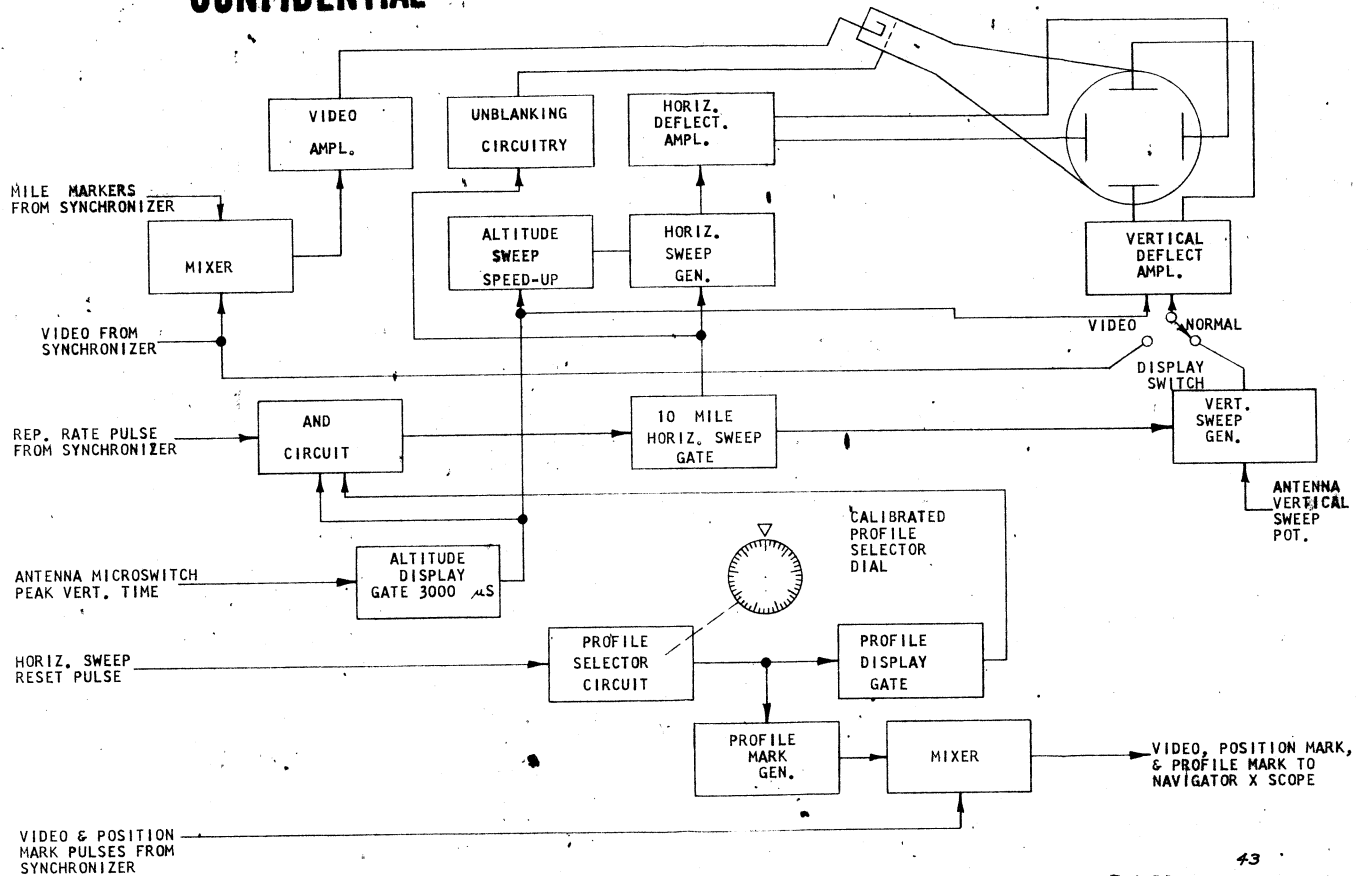 CONFIDENTIAL
VIDEO
AMPL.
UNBLANKING
CIRCUITRY
HORIZ.
DEFLECT.
AMPL.
MILE MARKERS
FROM SYNCHRONIZER
MIXER
ALTITUDE
SWEEP
SPEED-UP
HORIZ.
SWEEP
GEN.
VERTICAL
DEFLECT
AMPL.
VIDEO FROM
SYNCHRONIZER
VIDEO
NORMAL
DISPLAY
SWITCH
REP. RATE PULSE
FROM SYNCHRONIZER
AND
CIRCUIT
10 MILE
HORIZ. SWEEP
GATE
VERT.
SWEEP
GEN.
ANTENNA
VERTICAL
SWEEP
POT.
ANTENNA MICROSWITCH
PEAK VERT. TIME
ALTITUDE
DISPLAY
GATE 3000 μS
CALIBRATED
PROFILE
SELECTOR
DIAL
HORIZ. SWEEP
RESET PULSE
PROFILE
SELECTOR
CIRCUIT
PROFILE
DISPLAY
GATE
PROFILE
MARK
GEN.
MIXER
VIDEO, POSITION MARK,
& PROFILE MARK TO
NAVIGATOR X SCOPE
VIDEO & POSITION
MARK PULSES FROM
SYNCHRONIZER
43